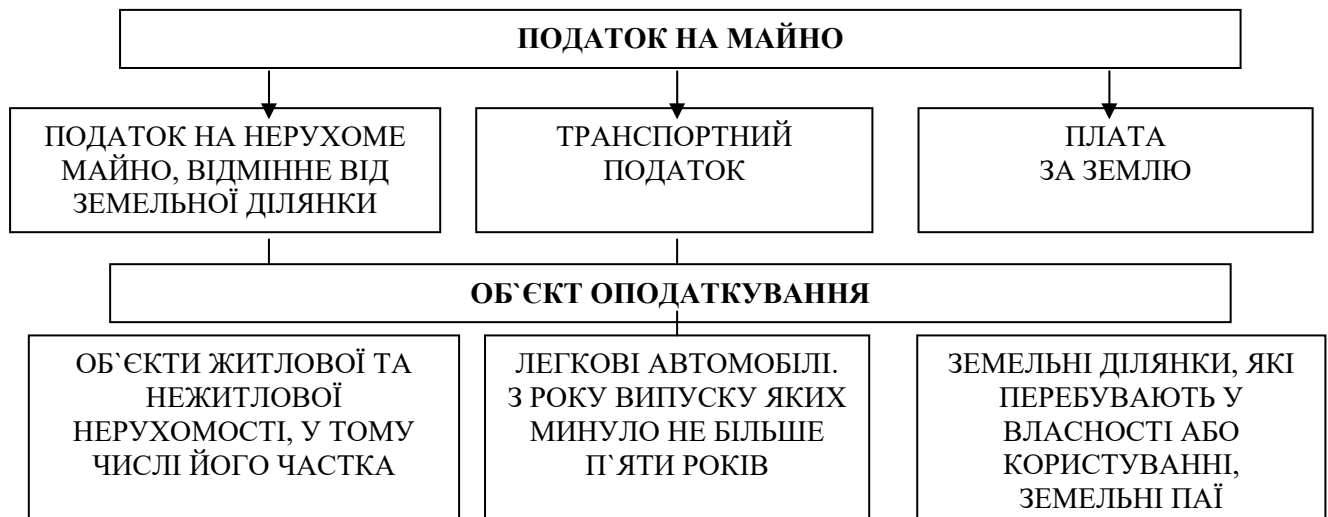 ПОДАТОК НА МАЙНО
ПОДАТОК НА НЕРУХОМЕ
МАЙНО, ВІДМІННЕ ВІД
ЗЕМЕЛЬНОЇ ДІЛЯНКИ
ТРАНСПОРТНИЙ
ПОДАТОК
ПЛАТА
ЗА ЗЕМЛЮ
ОБ`ЄКТ ОПОДАТКУВАННЯ
ОБ`ЄКТИ ЖИТЛОВОЇ ТА
НЕЖИТЛОВОЇ
НЕРУХОМОСТІ, У ТОМУ
ЧИСЛІ ЙОГО ЧАСТКА
ЛЕГКОВІ АВТОМОБІЛІ.
З РОКУ ВИПУСКУ ЯКИХ
МИНУЛО НЕ БІЛЬШЕ
П`ЯТИ РОКІВ
ЗЕМЕЛЬНІ ДІЛЯНКИ, ЯКІ
ПЕРЕБУВАЮТЬ У
ВЛАСНОСТІ АБО
КОРИСТУВАННІ,
ЗЕМЕЛЬНІ ПАЇ